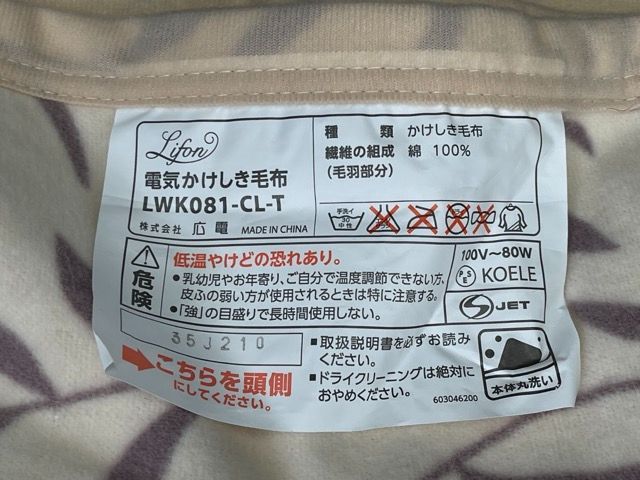 Lifon
電気かけしき毛布
LWK081-CL-T
株式会社 広電 MADE IN CHINA
種類 かけしき毛布
繊維の組成 綿 100%
(毛羽部分)
手洗イ
30
中性
危険
低温やけどの恐れあり。
●乳幼児やお年寄り、ご自分で温度調節できない方、
皮ふの弱い方が使用されるときは特に注意する。
●「強」の目盛りで長時間使用しない。
100V〜80W
PSE KOELE
S JET
35J210
こちらを頭側
にしてください。
■取扱説明書を必ずお読み
ください。
■ドライクリーニングは絶対に
おやめください。
603046200
本体丸洗い